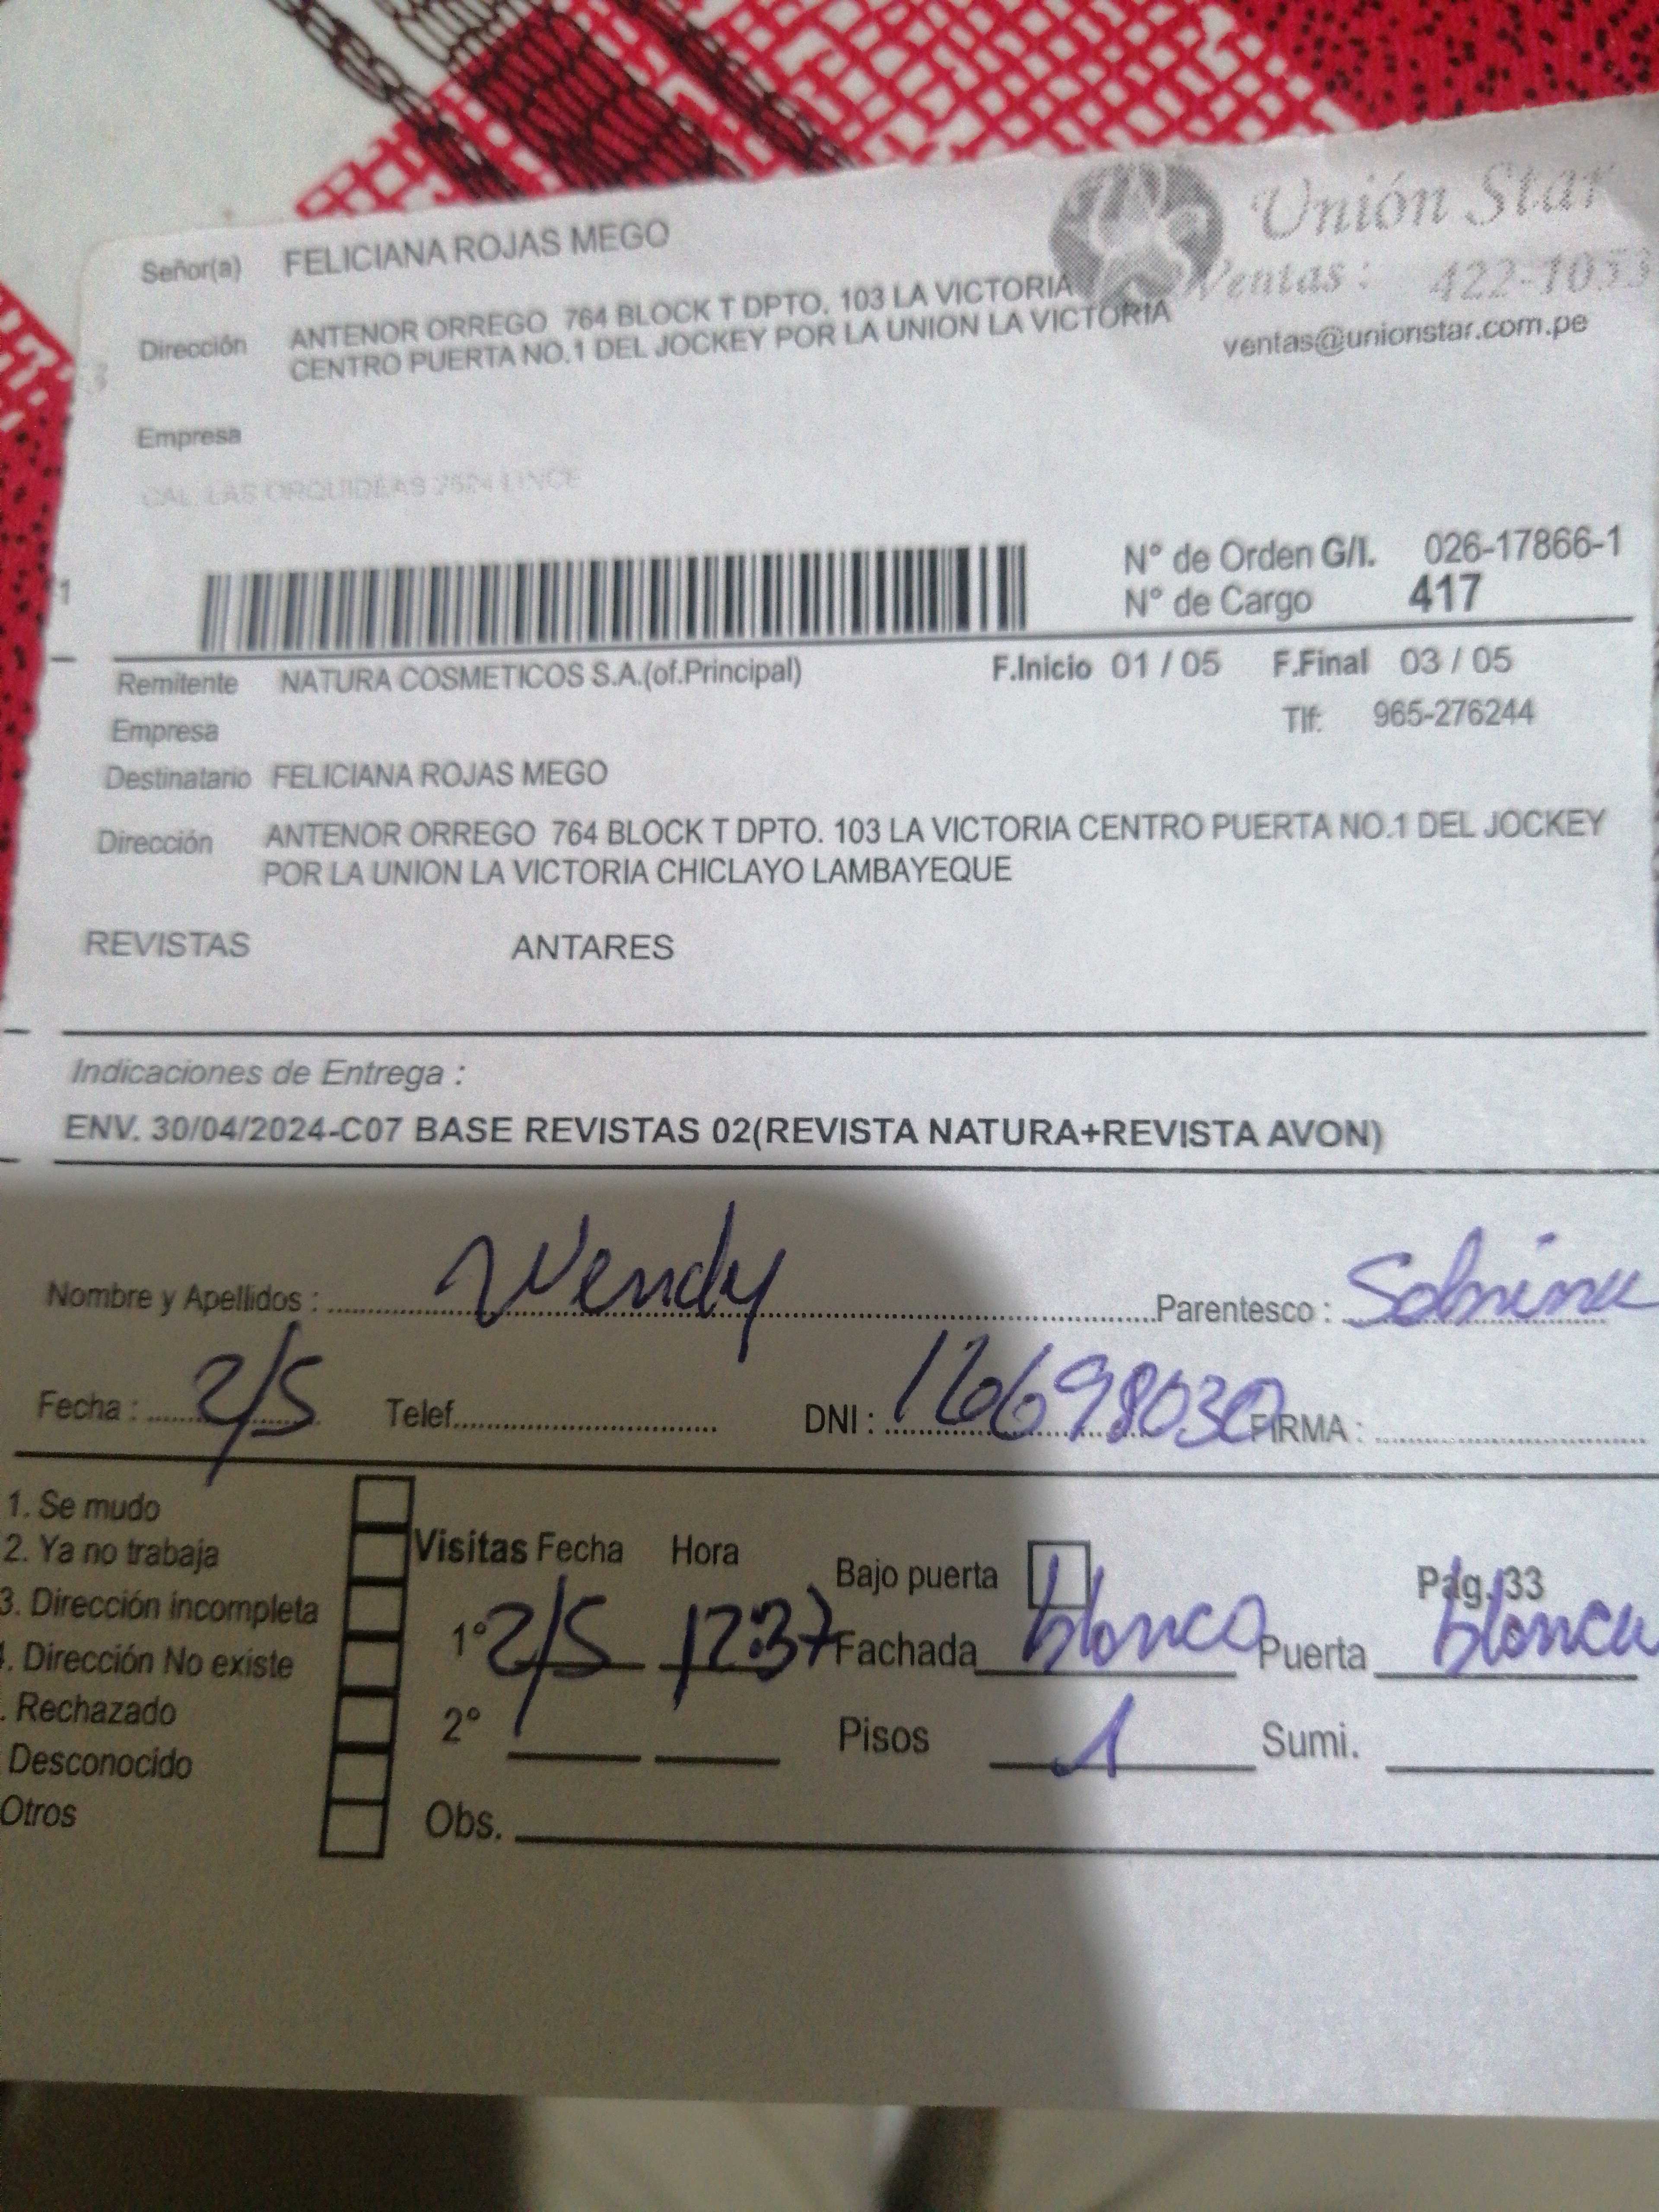 Unión Star
Ventas: 422-1053
ventas@unionstar.com.pe
Señor(a) FELICIANA ROJAS MEGO
Dirección ANTENOR ORREGO 764 BLOCK T DPTO. 103 LA VICTORIA
CENTRO PUERTA NO.1 DEL JOCKEY POR LA UNION LA VICTORIA
Empresa
CAL. LAS ORQUIDEAS LINCE
N° de Orden G/I. 026-17866-1
N° de Cargo 417
Remitente NATURA COSMETICOS S.A.(of.Principal) F.Inicio 01 / 05 F.Final 03 / 05
Empresa Tlf: 965-276244
Destinatario FELICIANA ROJAS MEGO
Dirección ANTENOR ORREGO 764 BLOCK T DPTO. 103 LA VICTORIA CENTRO PUERTA NO.1 DEL JOCKEY
POR LA UNION LA VICTORIA CHICLAYO LAMBAYEQUE
REVISTAS ANTARES
Indicaciones de Entrega :
ENV. 30/04/2024-C07 BASE REVISTAS 02(REVISTA NATURA+REVISTA AVON)
Nombre y Apellidos : Wendy Parentesco : Sobrina
Fecha : 2/5 Telef. DNI : FIRMA :
1. Se mudo
2. Ya no trabaja
3. Dirección incompleta
. Dirección No existe
. Rechazado
Desconocido
Otros
Visitas Fecha Hora Bajo puerta Pág. 33
1° 2/5 12:37 Fachada blanco Puerta blanca
2° Pisos 1 Sumi.
Obs.